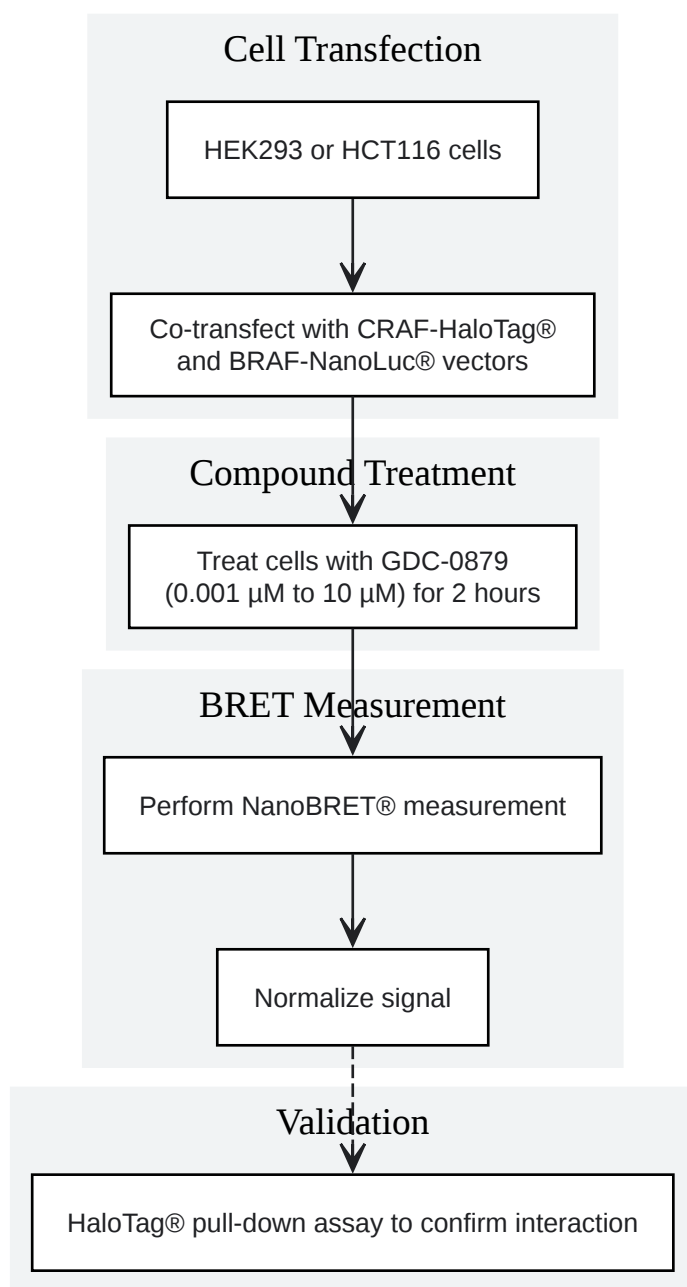 Cell Transfection
HEK293 or HCT116 cells
Co-transfect with CRAF-HaloTag®
and BRAF-NanoLuc® vectors
Compound Treatment
Treat cells with GDC-0879
(0.001 µM to 10 µM) for 2 hours
BRET Measurement
Perform NanoBRET® measurement
Normalize signal
Validation
HaloTag® pull-down assay to confirm interaction